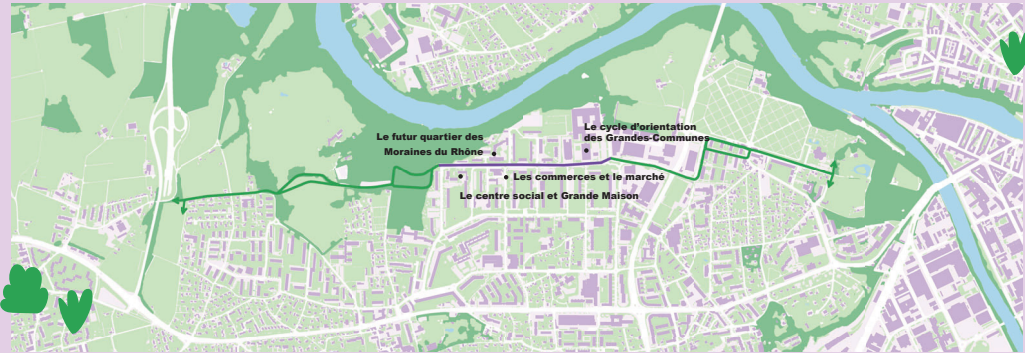 Le futur quartier des
Moraines du Rhône
Le cycle d'orientation
des Grandes-Communes
Les commerces et le marché
Le centre social et Grande Maison